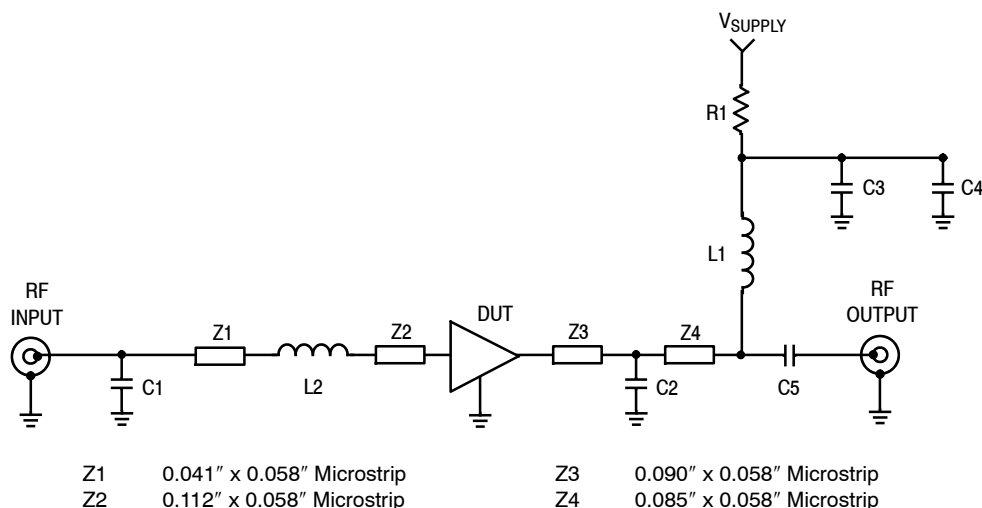 VSUPPLY
R1
C3
C4
L1
RF
INPUT
RF
OUTPUT
DUT
Z1
Z2
Z3
Z4
C1
L2
C2
C5
Z1 0.041″ x 0.058″ Microstrip
Z2 0.112″ x 0.058″ Microstrip
Z3 0.090″ x 0.058″ Microstrip
Z4 0.085″ x 0.058″ Microstrip